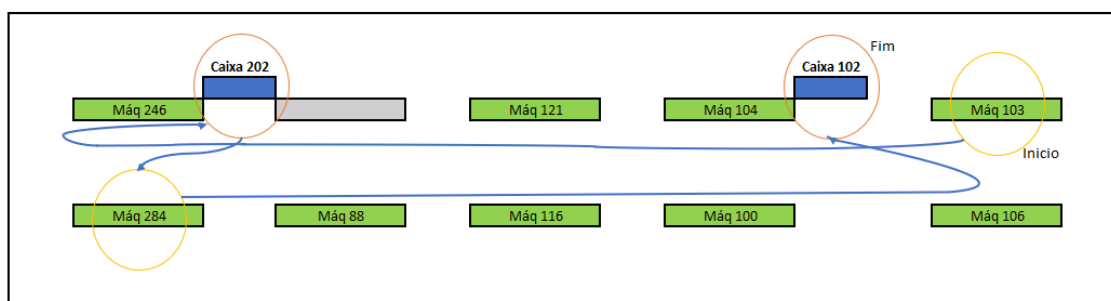 Fim
Caixa 202
Caixa 102
Máq 246
Máq 121
Máq 104
Máq 103
Inicio
Máq 284
Máq 88
Máq 116
Máq 100
Máq 106